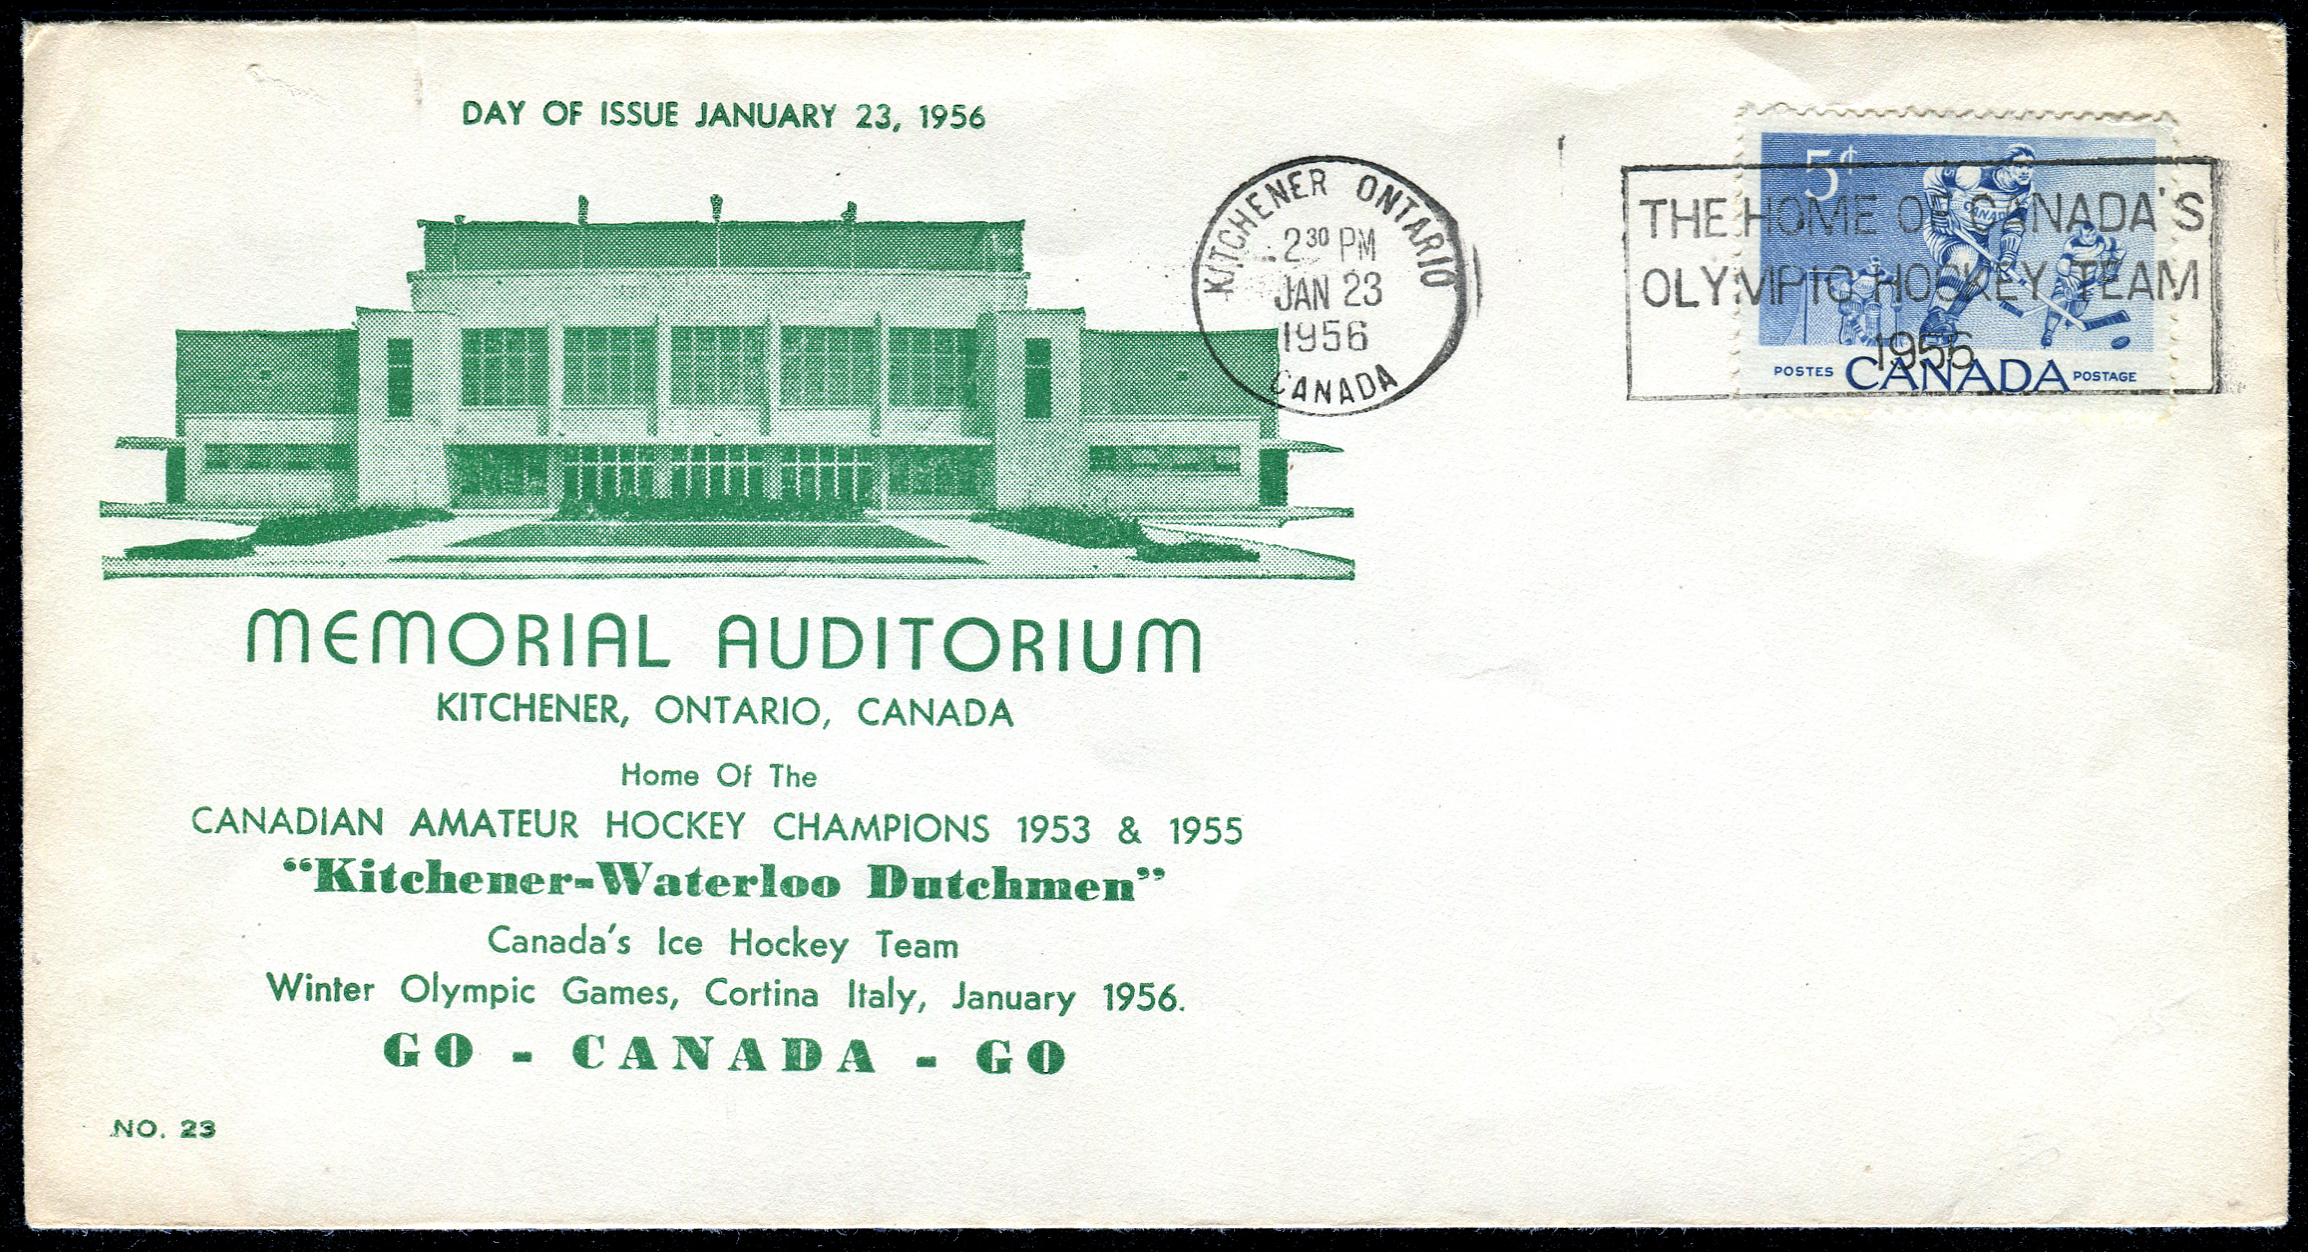 DAY OF ISSUE JANUARY 23, 1956
KITCHENER ONTARIO
2 30 PM
JAN 23
1956
CANADA
5¢
CANADA
THE HOME OF CANADA'S
OLYMPIC HOCKEY TEAM
1956
POSTES CANADA POSTAGE
MEMORIAL AUDITORIUM
KITCHENER, ONTARIO, CANADA
Home Of The
CANADIAN AMATEUR HOCKEY CHAMPIONS 1953 & 1955
“Kitchener-Waterloo Dutchmen”
Canada's Ice Hockey Team
Winter Olympic Games, Cortina Italy, January 1956.
GO - CANADA - GO
NO. 23